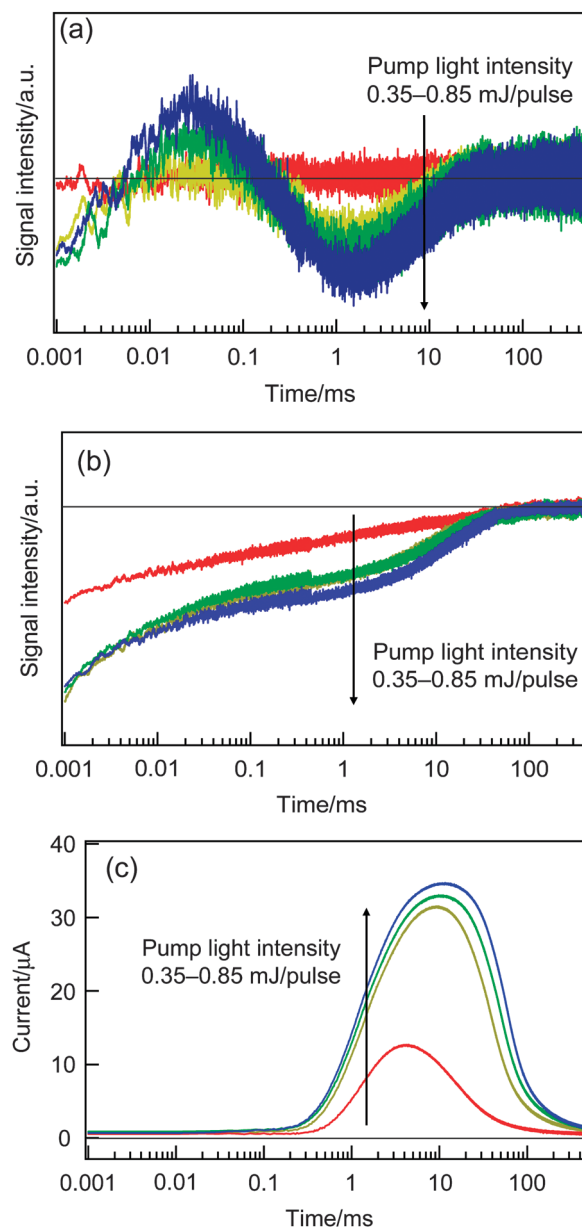 (a)
Pump light intensity
0.35–0.85 mJ/pulse
Signal intensity/a.u.
0.001 0.01 0.1 1 10 100
Time/ms
(b)
Signal intensity/a.u.
Pump light intensity
0.35–0.85 mJ/pulse
0.001 0.01 0.1 1 10 100
Time/ms
(c)
40
30
20
10
0
Current/μA
Pump light intensity
0.35–0.85 mJ/pulse
0.001 0.01 0.1 1 10 100
Time/ms